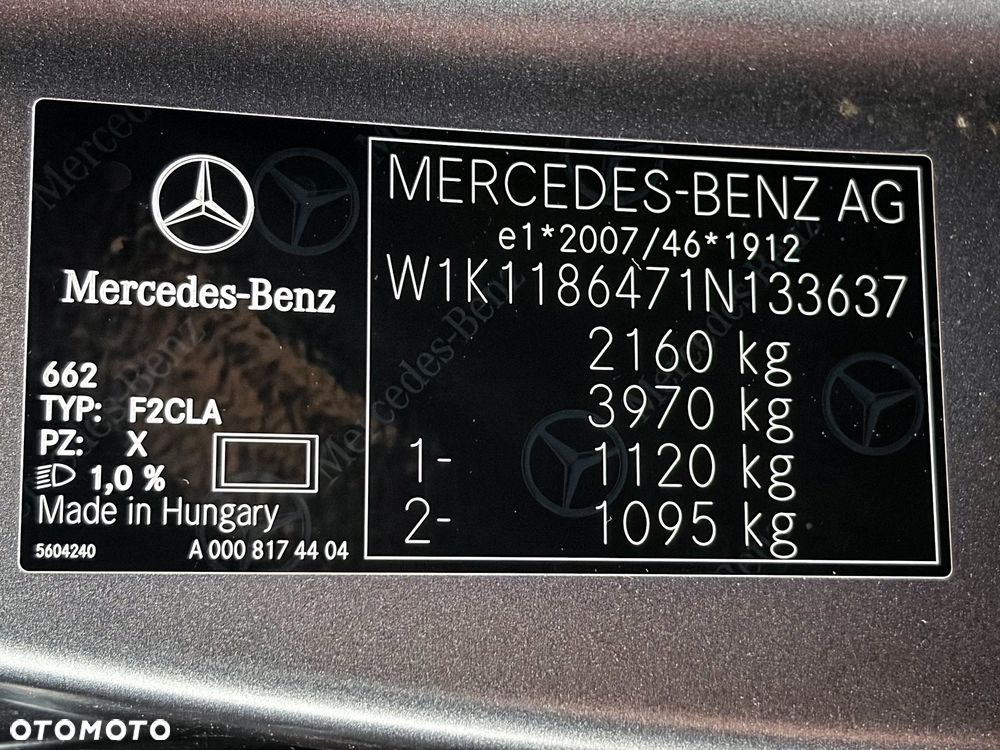 Mercedes-Benz
662
TYP: F2CLA
PZ: X
1,0 %
Made in Hungary
5604240 A 000 817 44 04
MERCEDES-BENZ AG
e1*2007/46*1912
W1K1186471N133637
2160 kg
3970 kg
1- 1120 kg
2- 1095 kg
OTOMOTO